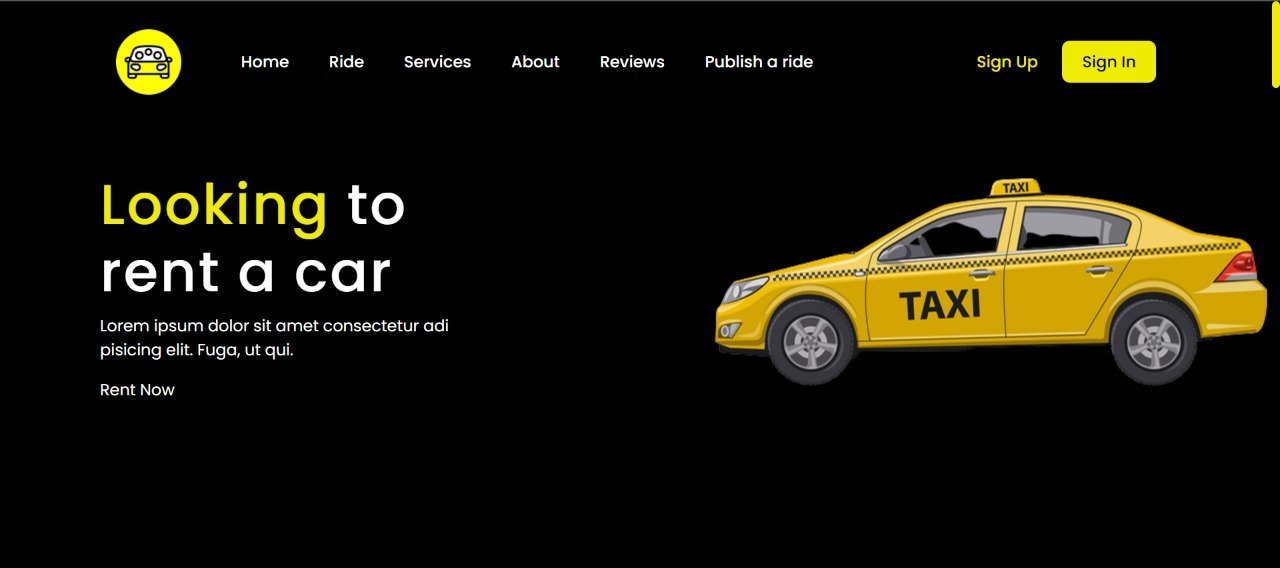 Home Ride Services About Reviews Publish a ride Sign Up Sign In
Looking to
rent a car
Lorem ipsum dolor sit amet consectetur adi
pisicing elit. Fuga, ut qui.
Rent Now
TAXI
TAXI